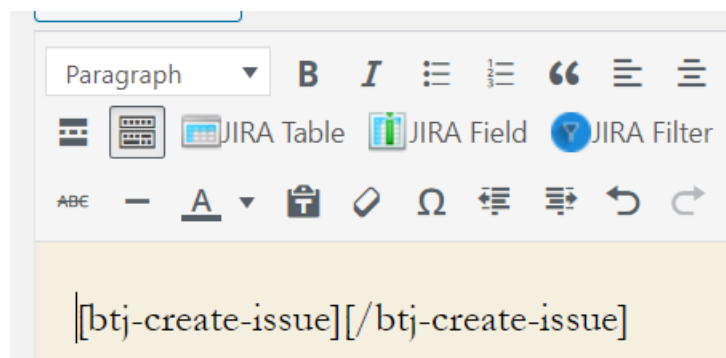 Paragraph B I
JIRA Table JIRA Field JIRA Filter
ABC A T Ω
[btj-create-issue][/btj-create-issue]